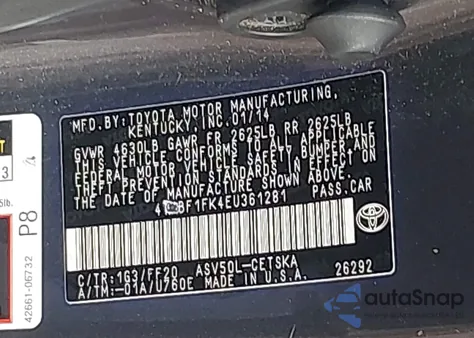 MFD.BY: TOYOTA MOTOR MANUFACTURING,
KENTUCKY, INC. 01/14
GVWR 4630LB GAWR FR 2625LB RR 2625LB
THIS VEHICLE CONFORMS TO ALL APPLICABLE
FEDERAL MOTOR VEHICLE SAFETY, BUMPER, AND
THEFT PREVENTION STANDARDS IN EFFECT ON
THE DATE OF MANUFACTURE SHOWN ABOVE.
BF1FK4EU361281 PASS.CAR
C/TR: 1G3/FF20 ASV50L-CETSKA
A/TM: -01A/U760E MADE IN U.S.A. 26292
P8
42661-06732
3
autoSnap